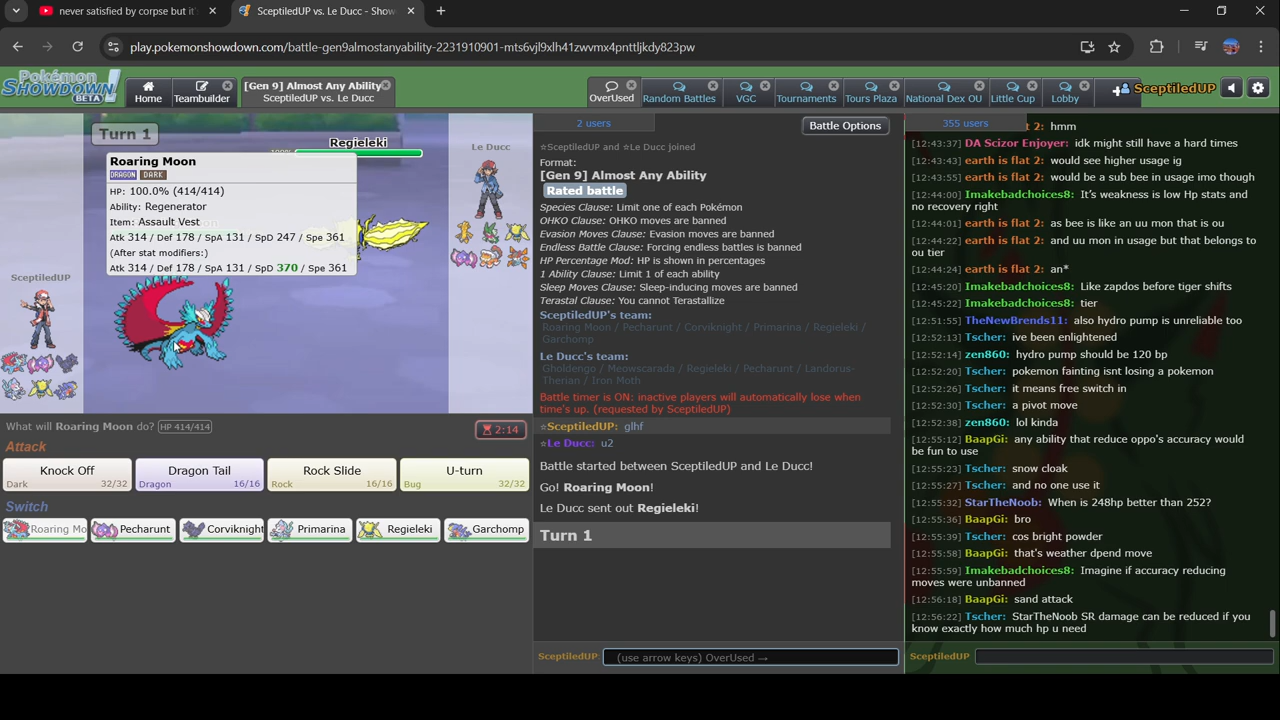 never satisfied by corpse but it'
SceptiledUP vs. Le Ducc - Show
play.pokemonshowdown.com/battle-gen9almostanyability-2231910901-mts6vjl9xlh41zwvmx4pnttljkdy823pw
Pokémon
SHOWDOWN
BETA
Home
Teambuilder
[Gen 9] Almost Any Ability
SceptiledUP vs. Le Ducc
OverUsed
Random Battles
VGC
Tournaments
Tours Plaza
National Dex OU
Little Cup
Lobby
SceptiledUP
Turn 1
Regieleki
100%
Roaring Moon
DRAGON DARK
HP: 100.0% (414/414)
Ability: Regenerator
Item: Assault Vest
Atk 314 / Def 178 / SpA 131 / SpD 247 / Spe 361
(After stat modifiers:)
Atk 314 / Def 178 / SpA 131 / SpD 370 / Spe 361
SceptiledUP
Le Ducc
What will Roaring Moon do? HP 414/414
2:14
Attack
Knock Off
Dark 32/32
Dragon Tail
Dragon 16/16
Rock Slide
Rock 16/16
U-turn
Bug 32/32
Switch
Roaring Mo
Pecharunt
Corviknight
Primarina
Regieleki
Garchomp
2 users
Battle Options
☆SceptiledUP and ☆Le Ducc joined
Format:
[Gen 9] Almost Any Ability
Rated battle
Species Clause: Limit one of each Pokémon
OHKO Clause: OHKO moves are banned
Evasion Moves Clause: Evasion moves are banned
Endless Battle Clause: Forcing endless battles is banned
HP Percentage Mod: HP is shown in percentages
1 Ability Clause: Limit 1 of each ability
Sleep Moves Clause: Sleep-inducing moves are banned
Terastal Clause: You cannot Terastallize
SceptiledUP's team:
Roaring Moon / Pecharunt / Corviknight / Primarina / Regieleki /
Garchomp
Le Ducc's team:
Gholdengo / Meowscarada / Regieleki / Pecharunt / Landorus-
Therian / Iron Moth
Battle timer is ON: inactive players will automatically lose when
time's up. (requested by SceptiledUP)
☆SceptiledUP: glhf
☆Le Ducc: u2
Battle started between SceptiledUP and Le Ducc!
Go! Roaring Moon!
Le Ducc sent out Regieleki!
Turn 1
SceptiledUP: (use arrow keys) OverUsed →
355 users
t 2: hmm
[12:43:37] DA Scizor Enjoyer: idk might still have a hard times
[12:43:43] earth is flat 2: would see higher usage ig
[12:43:55] earth is flat 2: would be a sub bee in usage imo though
[12:44:00] Imakebadchoices8: It's weakness is low Hp stats and
no recovery right
[12:44:01] earth is flat 2: as bee is like an uu mon that is ou
[12:44:22] earth is flat 2: and uu mon in usage but that belongs to
ou tier
[12:44:24] earth is flat 2: an*
[12:45:20] Imakebadchoices8: Like zapdos before tiger shifts
[12:45:22] Imakebadchoices8: tier
[12:51:55] TheNewBrends11: also hydro pump is unreliable too
[12:52:13] Tscher: ive been enlightened
[12:52:14] zen860: hydro pump should be 120 bp
[12:52:20] Tscher: pokemon fainting isnt losing a pokemon
[12:52:26] Tscher: it means free switch in
[12:52:30] Tscher: a pivot move
[12:52:38] zen860: lol kinda
[12:55:12] BaapGi: any ability that reduce oppo's accuracy would
be fun to use
[12:55:23] Tscher: snow cloak
[12:55:27] Tscher: and no one use it
[12:55:32] StarTheNoob: When is 248hp better than 252?
[12:55:36] BaapGi: bro
[12:55:39] Tscher: cos bright powder
[12:55:58] BaapGi: that's weather dpend move
[12:55:59] Imakebadchoices8: Imagine if accuracy reducing
moves were unbanned
[12:56:18] BaapGi: sand attack
[12:56:22] Tscher: StarTheNoob SR damage can be reduced if you
know exactly how much hp u need
SceptiledUP: